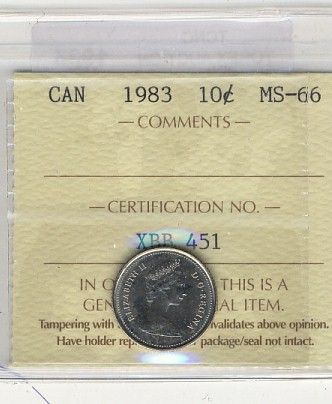 CAN 1983 10¢ MS-66
— COMMENTS —
— CERTIFICATION NO. —
XBB 451
IN O THIS IS A
GEN AL ITEM.
Tampering with validates above opinion.
Have holder rep package/seal not intact.
ELIZABETH II D·G·REGINA